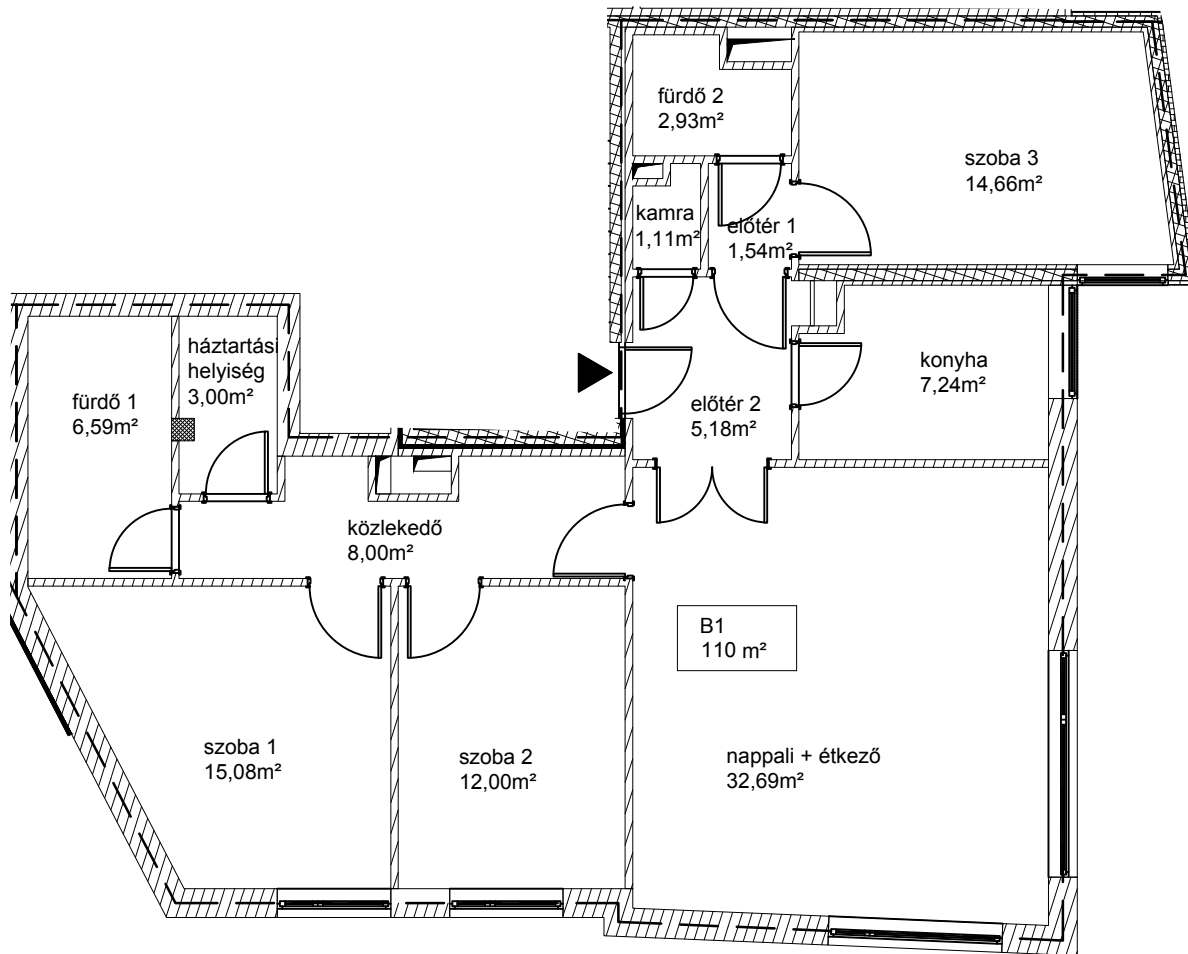 fürdő 2
2,93m²
szoba 3
14,66m²
kamra
1,11m²
előtér 1
1,54m²
háztartási
helyiség
3,00m²
fürdő 1
6,59m²
konyha
7,24m²
előtér 2
5,18m²
közlekedő
8,00m²
B1
110 m²
szoba 1
15,08m²
szoba 2
12,00m²
nappali + étkező
32,69m²